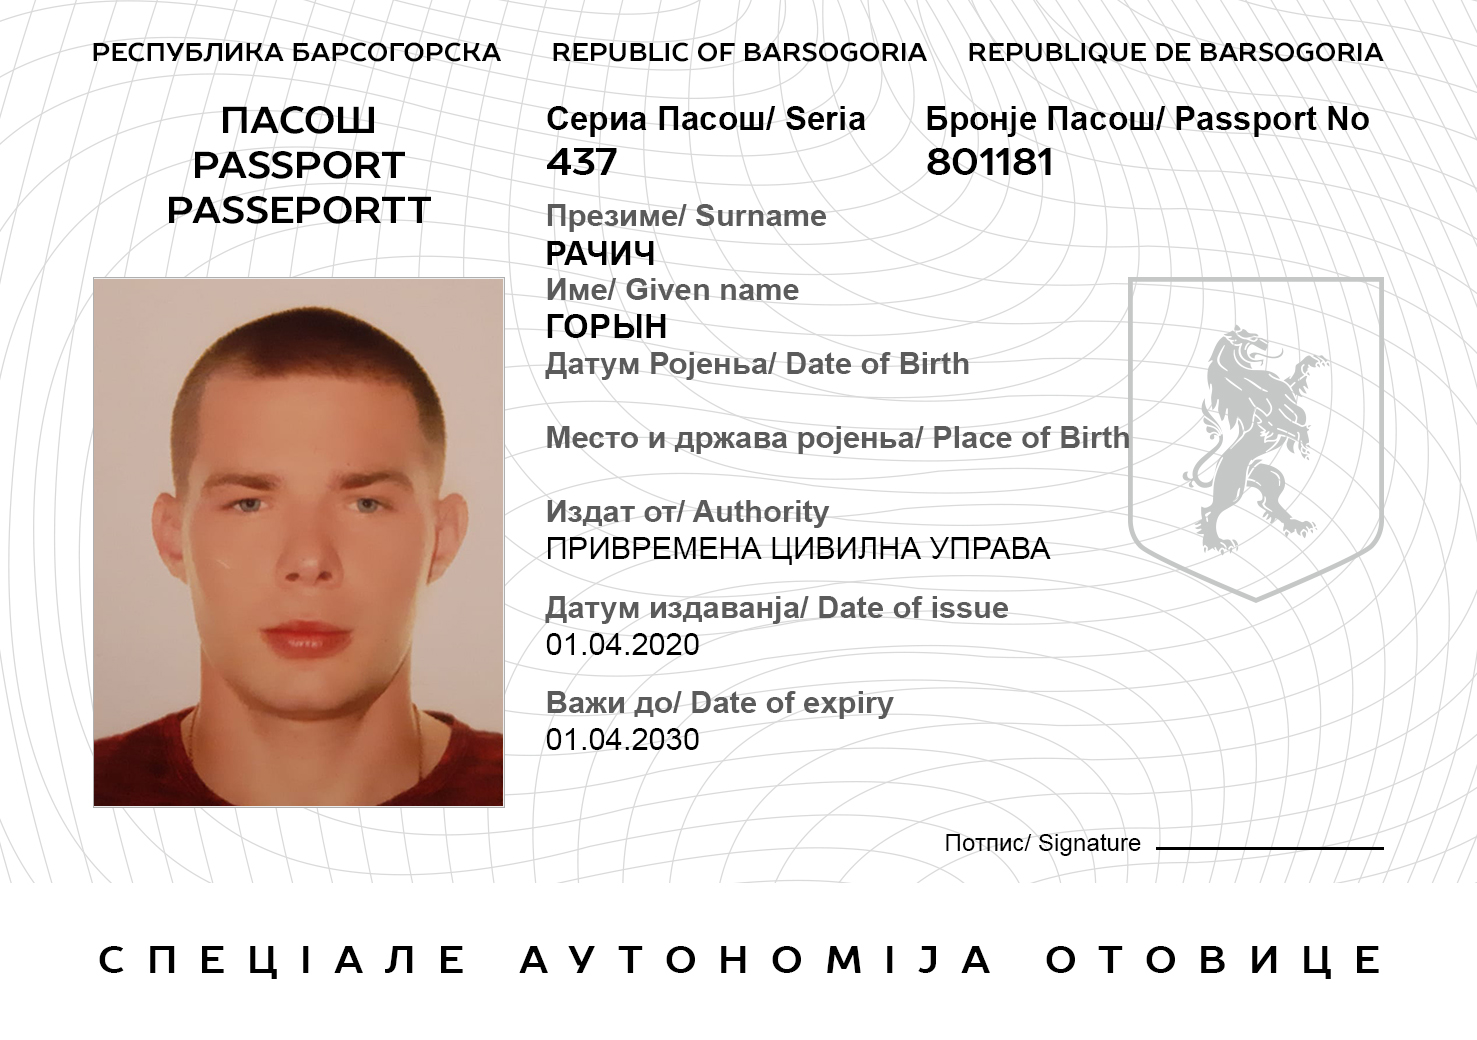 РЕСПУБЛИКА БАРСОГОРСКА REPUBLIC OF BARSOGORIA REPUBLIQUE DE BARSOGORIA
ПАСОШ
PASSPORT
PASSEPORTT
Сериа Пасош/ Seria Бронје Пасош/ Passport No
437 801181
Презиме/ Surname
РАЧИЧ
Име/ Given name
ГОРЫН
Датум Pojeњa/ Date of Birth
Место и држава ројења/ Place of Birth
Издат от/ Authority
ПРИВРЕМЕНА ЦИВИЛНА УПРАВА
Датум издаванја/ Date of issue
01.04.2020
Важи до/ Date of expiry
01.04.2030
Потпис/ Signature
СПЕЦІАЛЕ АУТОНОМІЈА ОТОВИЦЕ